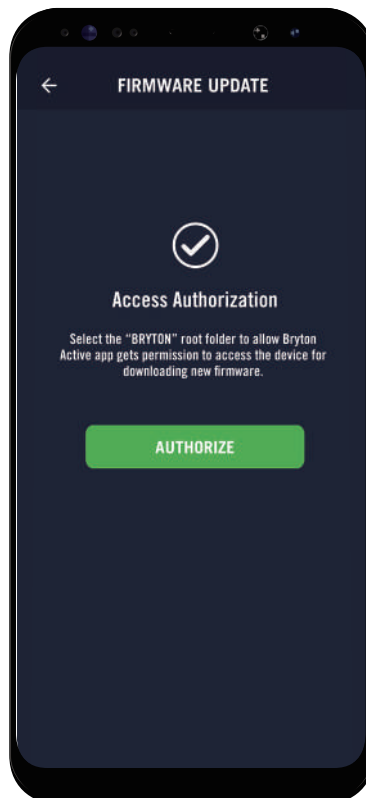 FIRMWARE UPDATE
Access Authorization
Select the “BRYTON” root folder to allow Bryton
Active app gets permission to access the device for
downloading new firmware.
AUTHORIZE